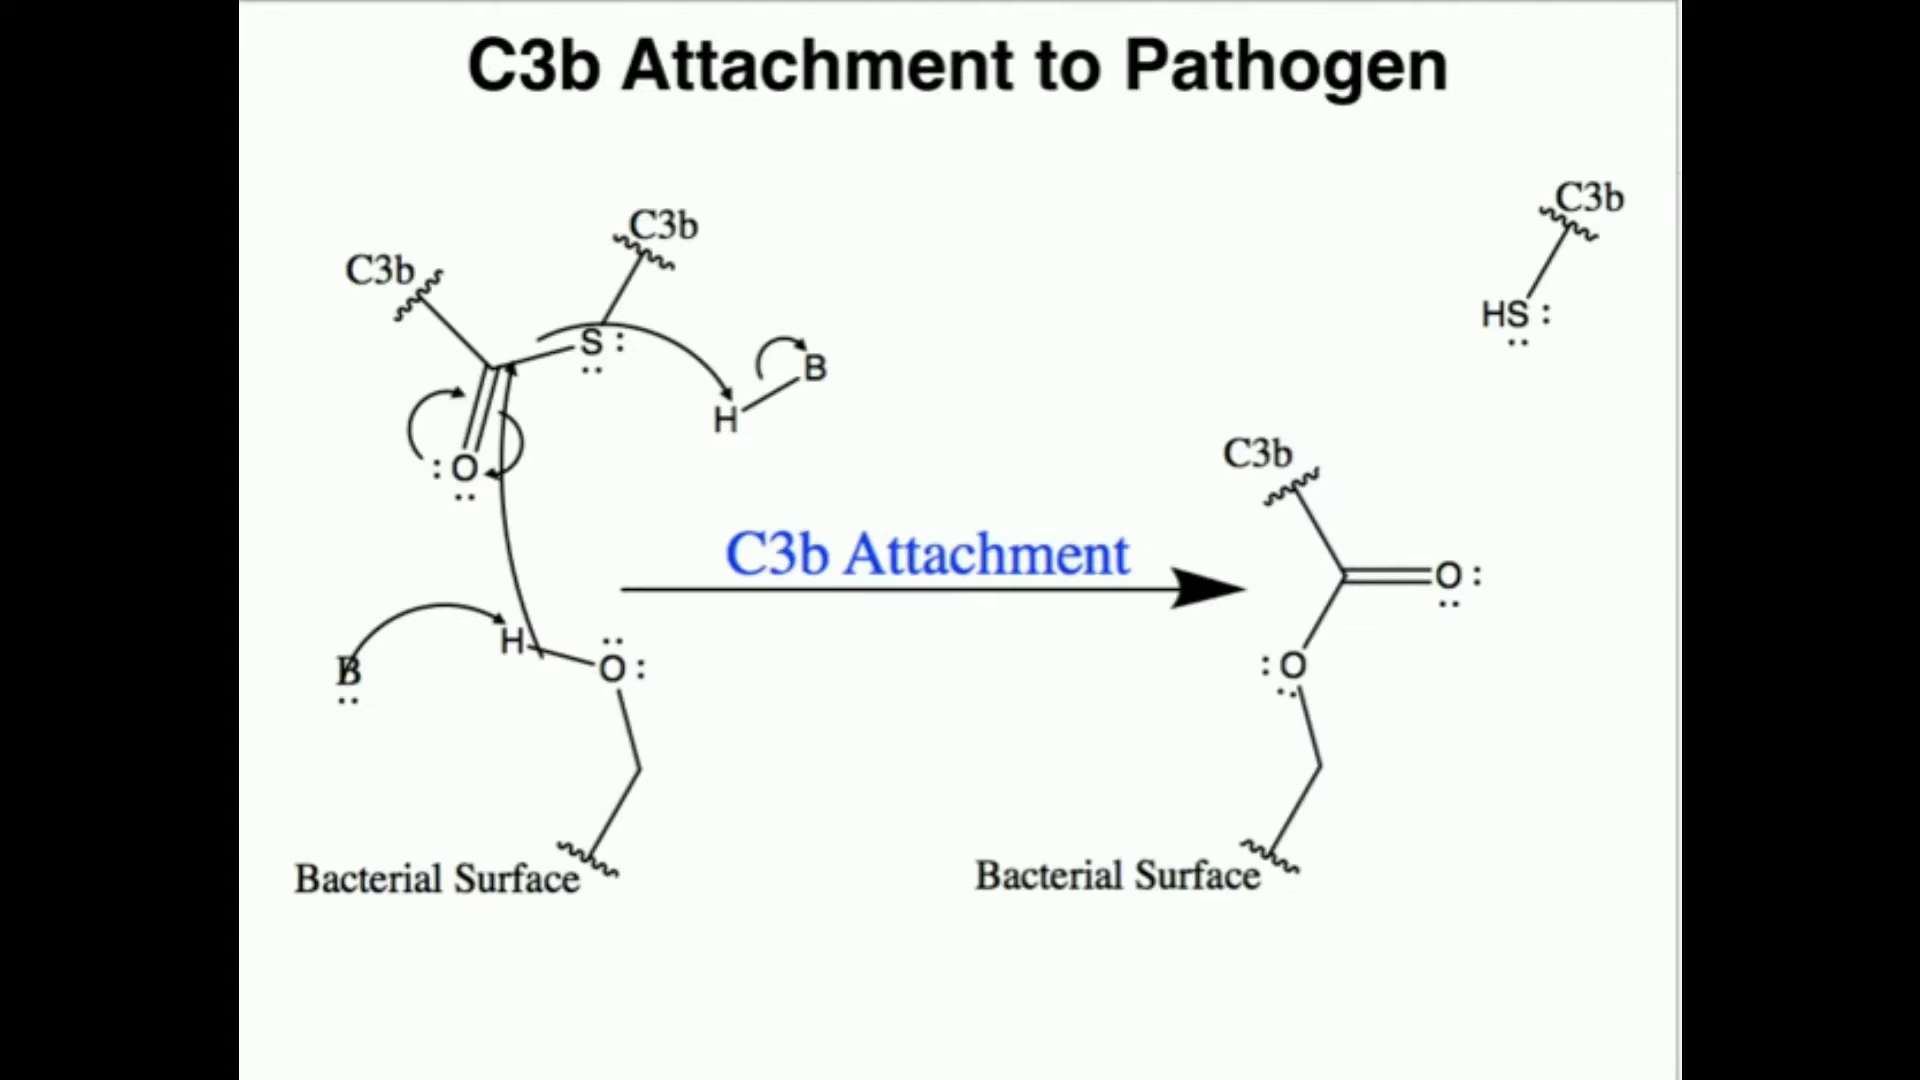 C3b Attachment to Pathogen
C3b
C3b
C3b
S:
B
H
HS:
:O
C3b
C3b Attachment
O:
H
O:
B
:O
Bacterial Surface
Bacterial Surface